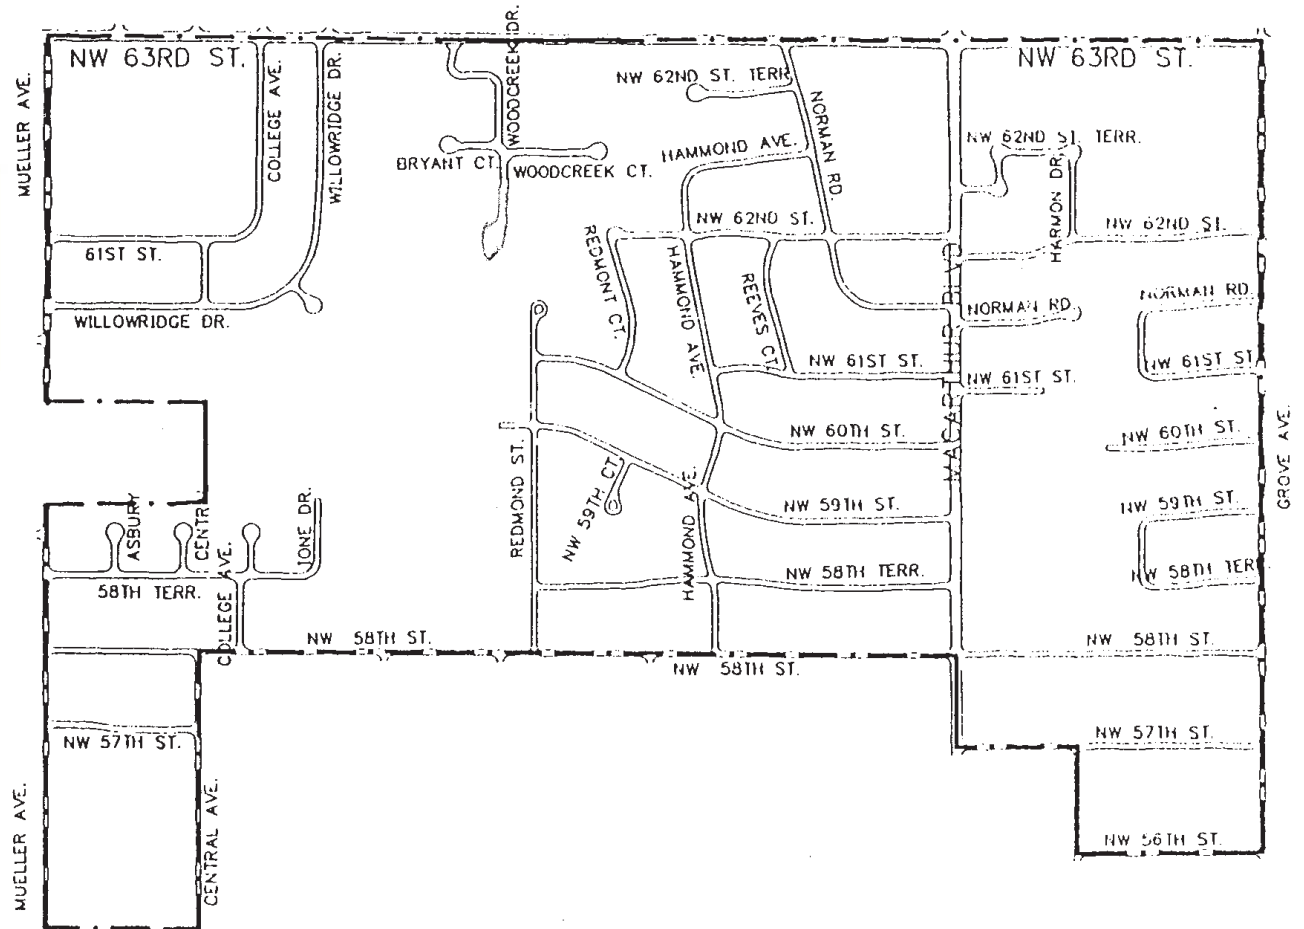 NW 63RD ST.
NW 63RD ST.
MUELLER AVE.
COLLEGE AVE.
WILLOWRIDGE DR.
WOODCREEK DR.
NW 62ND ST. TERR
NORMAN RD.
BRYANT CT.
WOODCREEK CT.
HAMMOND AVE.
NW 62ND ST. TERR.
HARMON DR.
NW 62ND ST.
NW 62ND ST.
61ST ST.
WILLOWRIDGE DR.
REDMONT CT.
HAMMOND AVE.
REEVES CT.
NORMAN RD.
NORMAN RD.
NW 61ST ST.
NW 61ST ST.
NW 61ST ST
NW 60TH ST.
NW 60TH ST.
GROVE AVE.
REDMOND ST.
NW 59TH CT.
HAMMOND AVE.
NW 59TH ST.
NW 59TH ST.
ASBURY
CENTR
COLLEGE AVE.
IONE DR.
58TH TERR.
NW 58TH TERR.
NW 58TH TERR
NW 58TH ST.
NW 58TH ST.
NW 58TH ST.
NW 57TH ST.
NW 57TH ST.
MUELLER AVE.
CENTRAL AVE.
NW 56TH ST.